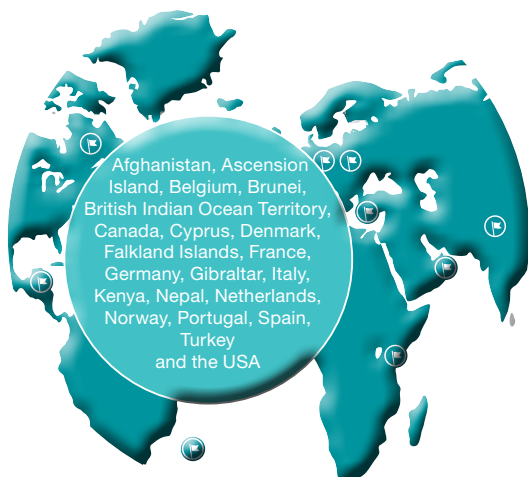 Afghanistan, Ascension
Island, Belgium, Brunei,
British Indian Ocean Territory,
Canada, Cyprus, Denmark,
Falkland Islands, France,
Germany, Gibraltar, Italy,
Kenya, Nepal, Netherlands,
Norway, Portugal, Spain,
Turkey
and the USA